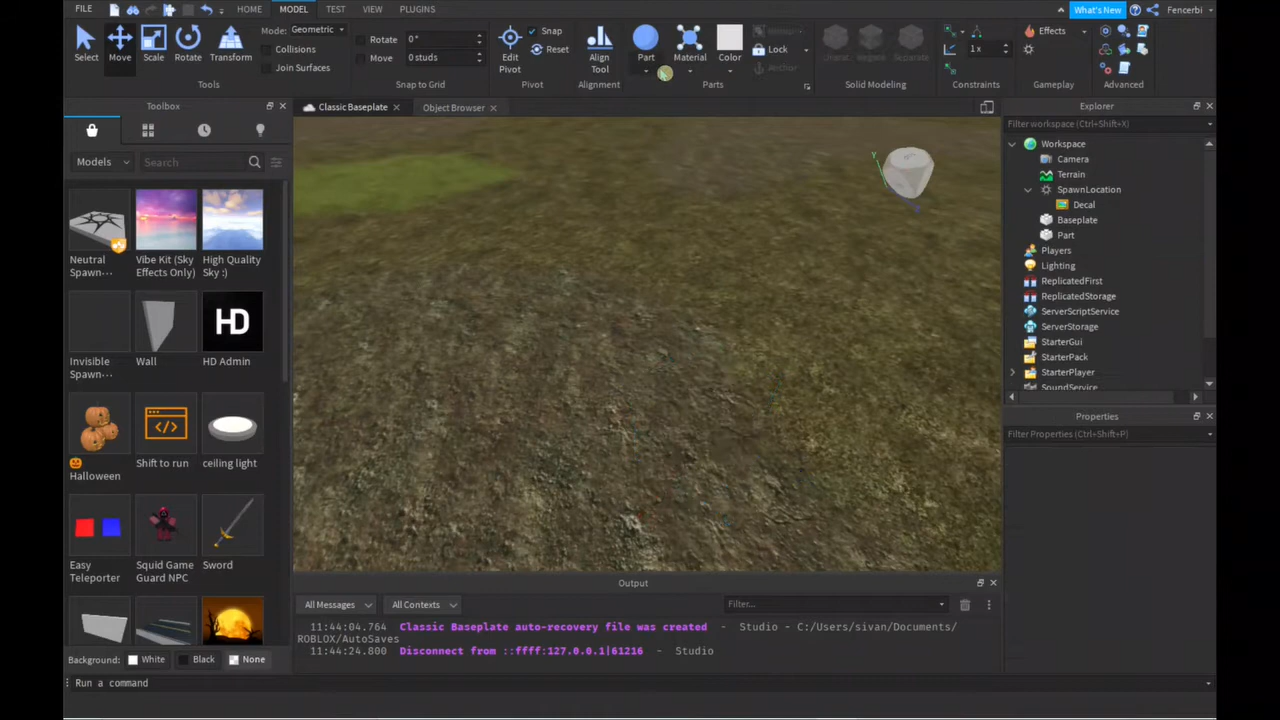 FILE HOME MODEL TEST VIEW PLUGINS What's New Fencerbi
Select Move Scale Rotate Transform
Mode: Geometric
Collisions
Join Surfaces
Tools
Rotate 0°
Move 0 studs
Snap to Grid
Edit Pivot
Snap
Reset
Pivot
Align Tool
Alignment
Part Material Color
Lock
Anchor
Parts
Union Negate Separate
Solid Modeling
1 x
Constraints
Effects
Gameplay
Advanced
Toolbox
Models Search
Neutral Spawn...
Vibe Kit (Sky Effects Only)
High Quality Sky :)
Invisible Spawn...
Wall
HD
HD Admin
Halloween
Shift to run
ceiling light
Easy Teleporter
Squid Game Guard NPC
Sword
Background: White Black None
Classic Baseplate Object Browser
Y
Output
All Messages All Contexts Filter...
11:44:04.764 Classic Baseplate auto-recovery file was created - Studio - C:/Users/sivan/Documents/
ROBLOX/AutoSaves
11:44:24.800 Disconnect from ::ffff:127.0.0.1|61216 - Studio
Run a command
Explorer
Filter workspace (Ctrl+Shift+X)
Workspace
Camera
Terrain
SpawnLocation
Decal
Baseplate
Part
Players
Lighting
ReplicatedFirst
ReplicatedStorage
ServerScriptService
ServerStorage
StarterGui
StarterPack
StarterPlayer
SoundService
Properties
Filter Properties (Ctrl+Shift+P)